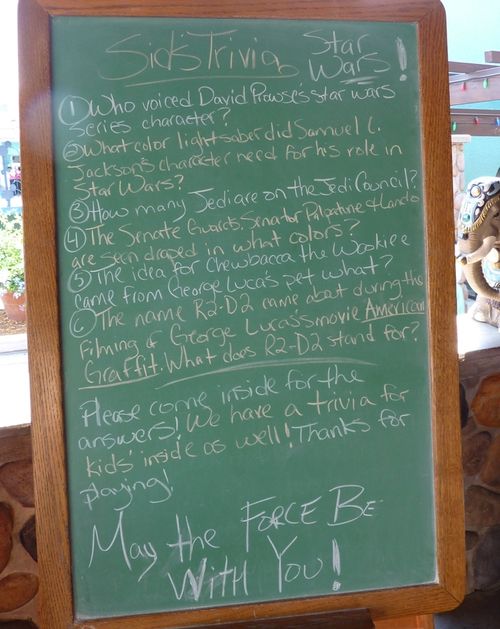 Sid's Trivia Star
Wars!
① Who voiced David Prowse's star wars
series character?
② What color lightsaber did Samuel L.
Jackson's character need for his role in
Star Wars?
③ How many Jedi are on the Jedi Council?
④ The Senate Guards, Senator Palpatine & Lando
are seen draped in what colors?
⑤ The idea for Chewbacca the Wookiee
came from George Lucas's pet what?
⑥ The name R2-D2 came about during the
filming of George Lucas's movie American
Graffiti. What does R2-D2 stand for?
Please come inside for the
answers! We have a trivia for
kids' inside as well! Thanks for
playing!
May the Force Be
With You!